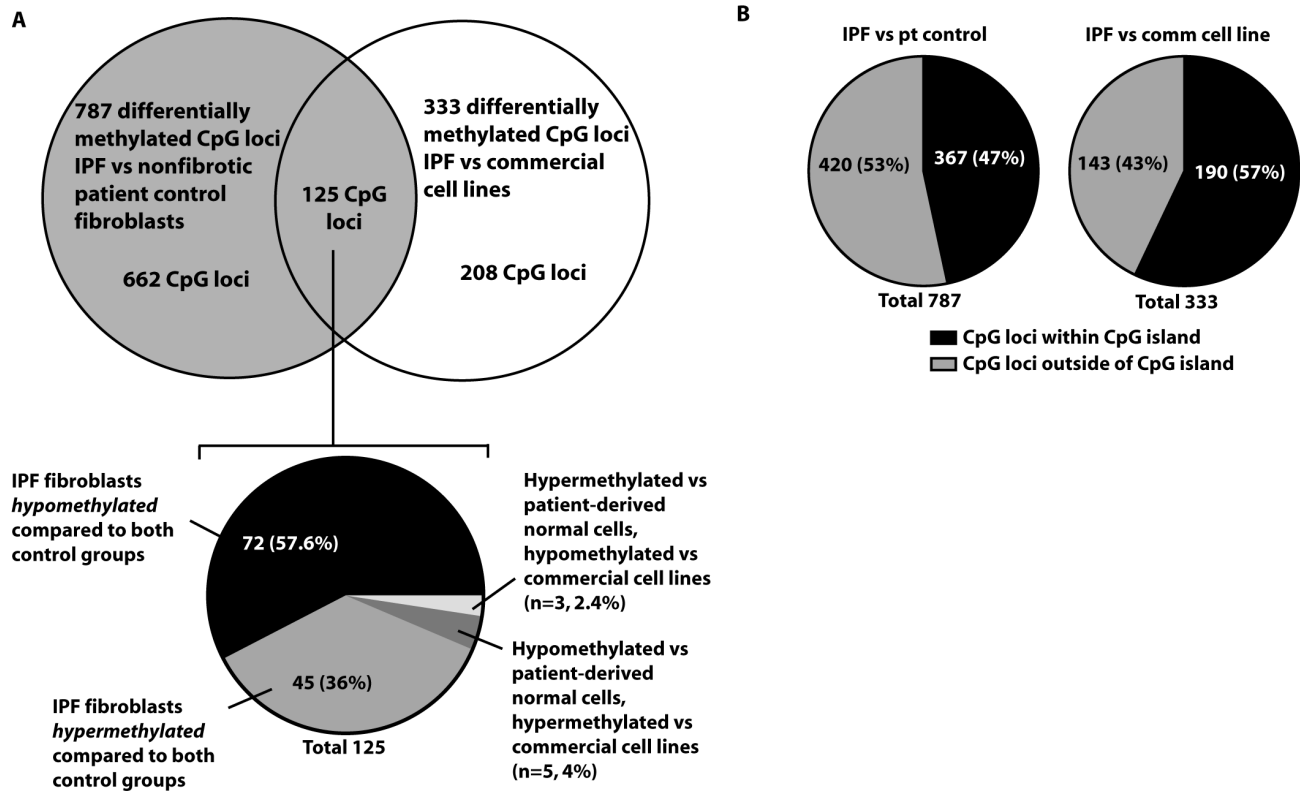 A
787 differentially
methylated CpG loci
IPF vs nonfibrotic
patient control
fibroblasts
662 CpG loci
125 CpG
loci
333 differentially
methylated CpG loci
IPF vs commercial
cell lines
208 CpG loci
IPF fibroblasts
hypomethylated
compared to both
control groups
72 (57.6%)
Hypermethylated vs
patient-derived
normal cells,
hypomethylated vs
commercial cell lines
(n=3, 2.4%)
Hypomethylated vs
patient-derived
normal cells,
hypermethylated vs
commercial cell lines
(n=5, 4%)
45 (36%)
IPF fibroblasts
hypermethylated
compared to both
control groups
Total 125
B
IPF vs pt control
420 (53%)
367 (47%)
Total 787
IPF vs comm cell line
143 (43%)
190 (57%)
Total 333
CpG loci within CpG island
CpG loci outside of CpG island